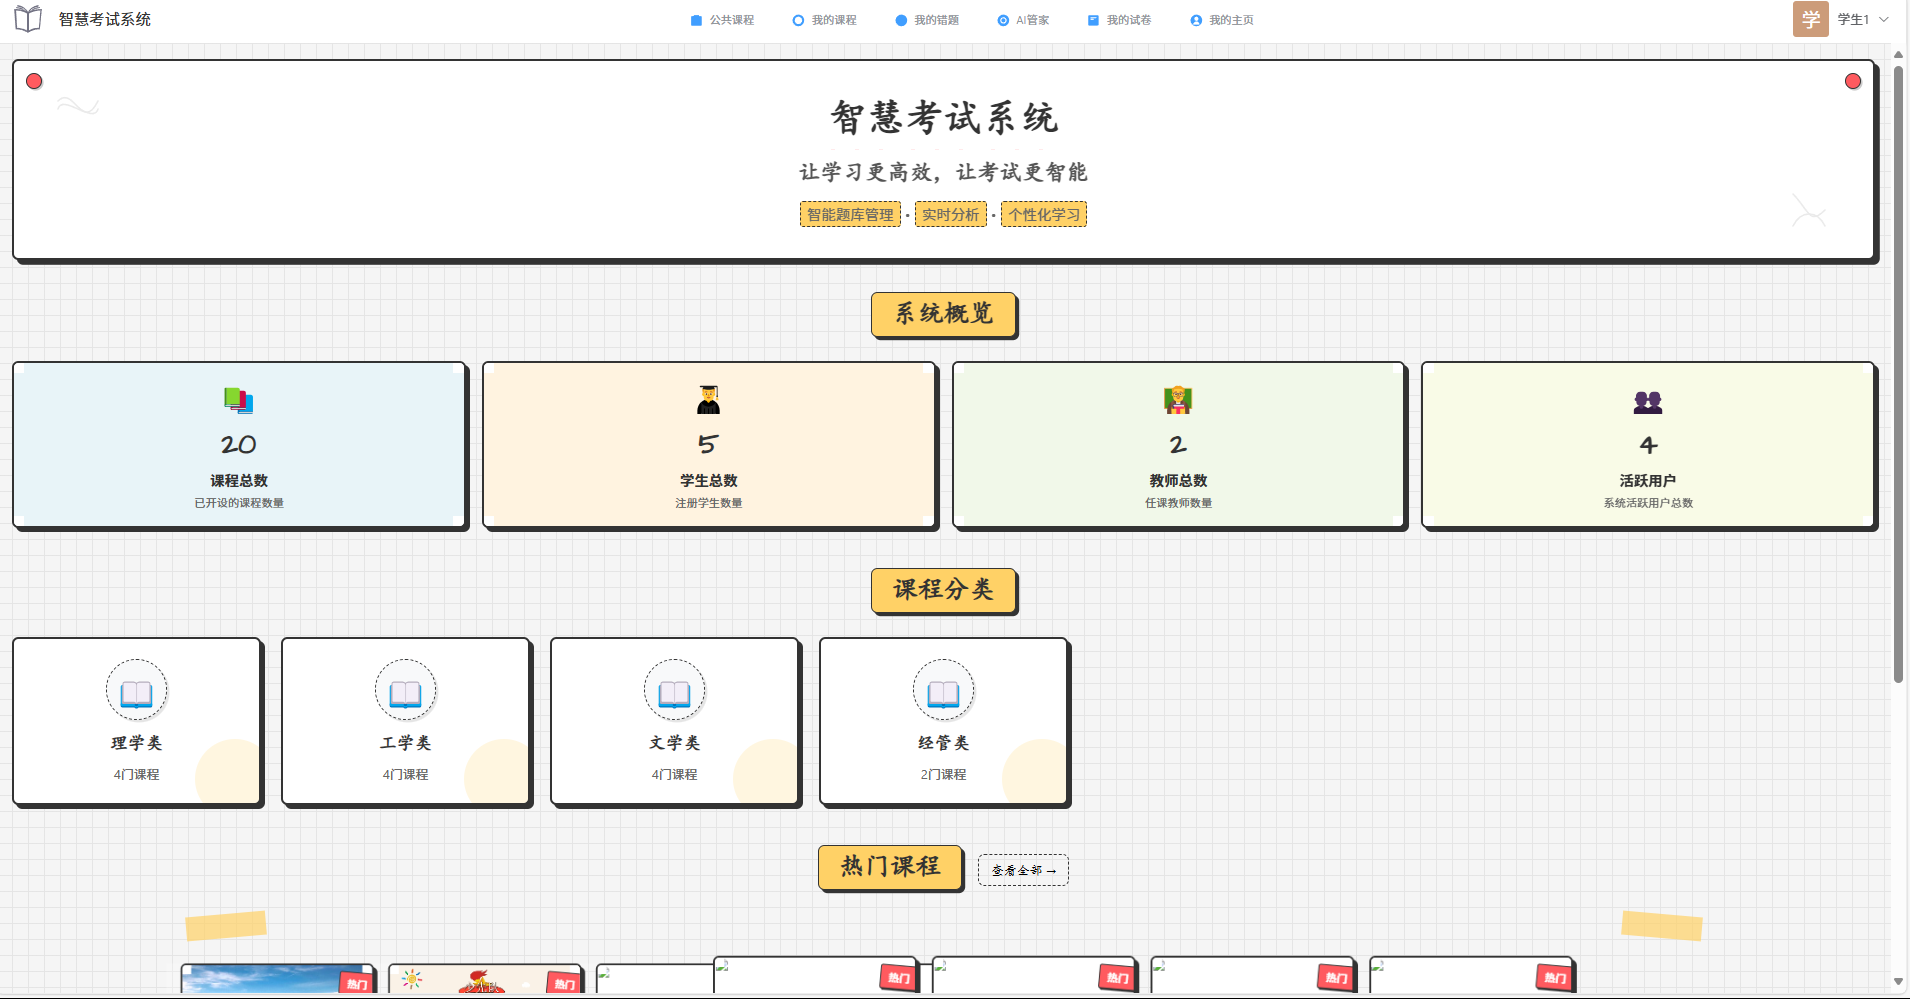 智慧考试系统
公共课程 我的课程 我的错题 AI管家 我的试卷 我的主页
学 学生1
智慧考试系统
让学习更高效，让考试更智能
智能题库管理 • 实时分析 • 个性化学习
系统概览
20 5 2 4
课程总数 学生总数 教师总数 活跃用户
已开设的课程数量 注册学生数量 任课教师数量 系统活跃用户总数
课程分类
理学类 工学类 文学类 经管类
4门课程 4门课程 4门课程 2门课程
热门课程 查看全部 →
热门 热门 热门 热门 热门 热门